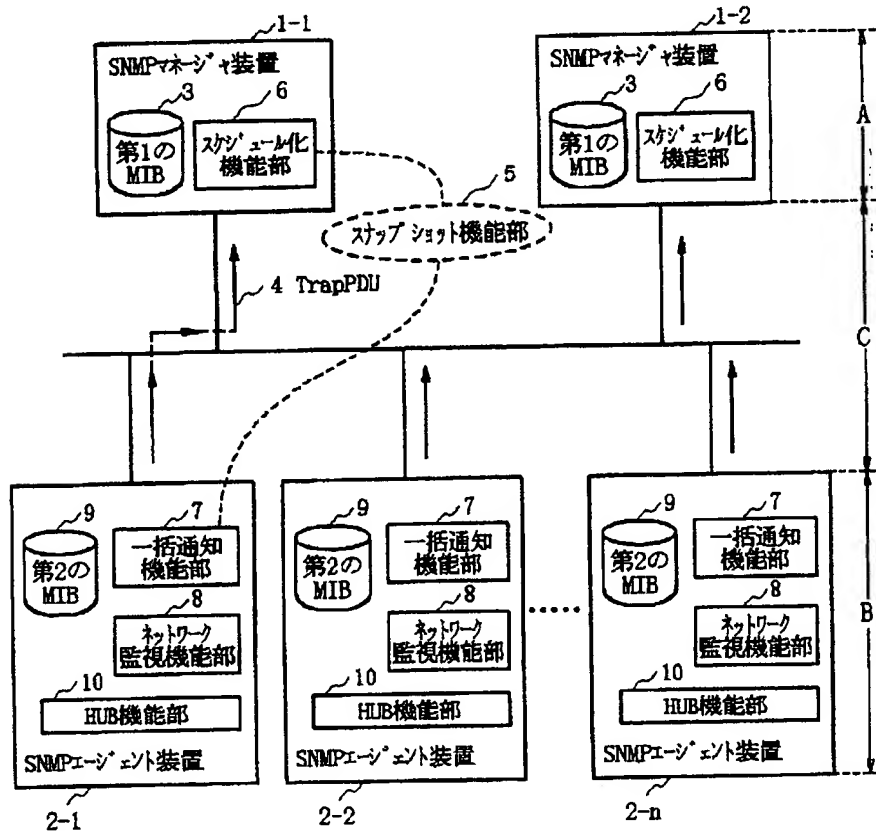 1-1
SNMPマネージャ装置
3
第1の
MIB
6
スケジュール化
機能部
1-2
SNMPマネージャ装置
3
第1の
MIB
6
スケジュール化
機能部
A
5
スナップショット機能部
4 TrapPDU
C
9
第2の
MIB
7
一括通知
機能部
8
ネットワーク
監視機能部
10
HUB機能部
SNMPエージェント装置
2-1
9
第2の
MIB
7
一括通知
機能部
8
ネットワーク
監視機能部
10
HUB機能部
SNMPエージェント装置
2-2
9
第2の
MIB
7
一括通知
機能部
8
ネットワーク
監視機能部
10
HUB機能部
SNMPエージェント装置
2-n
B